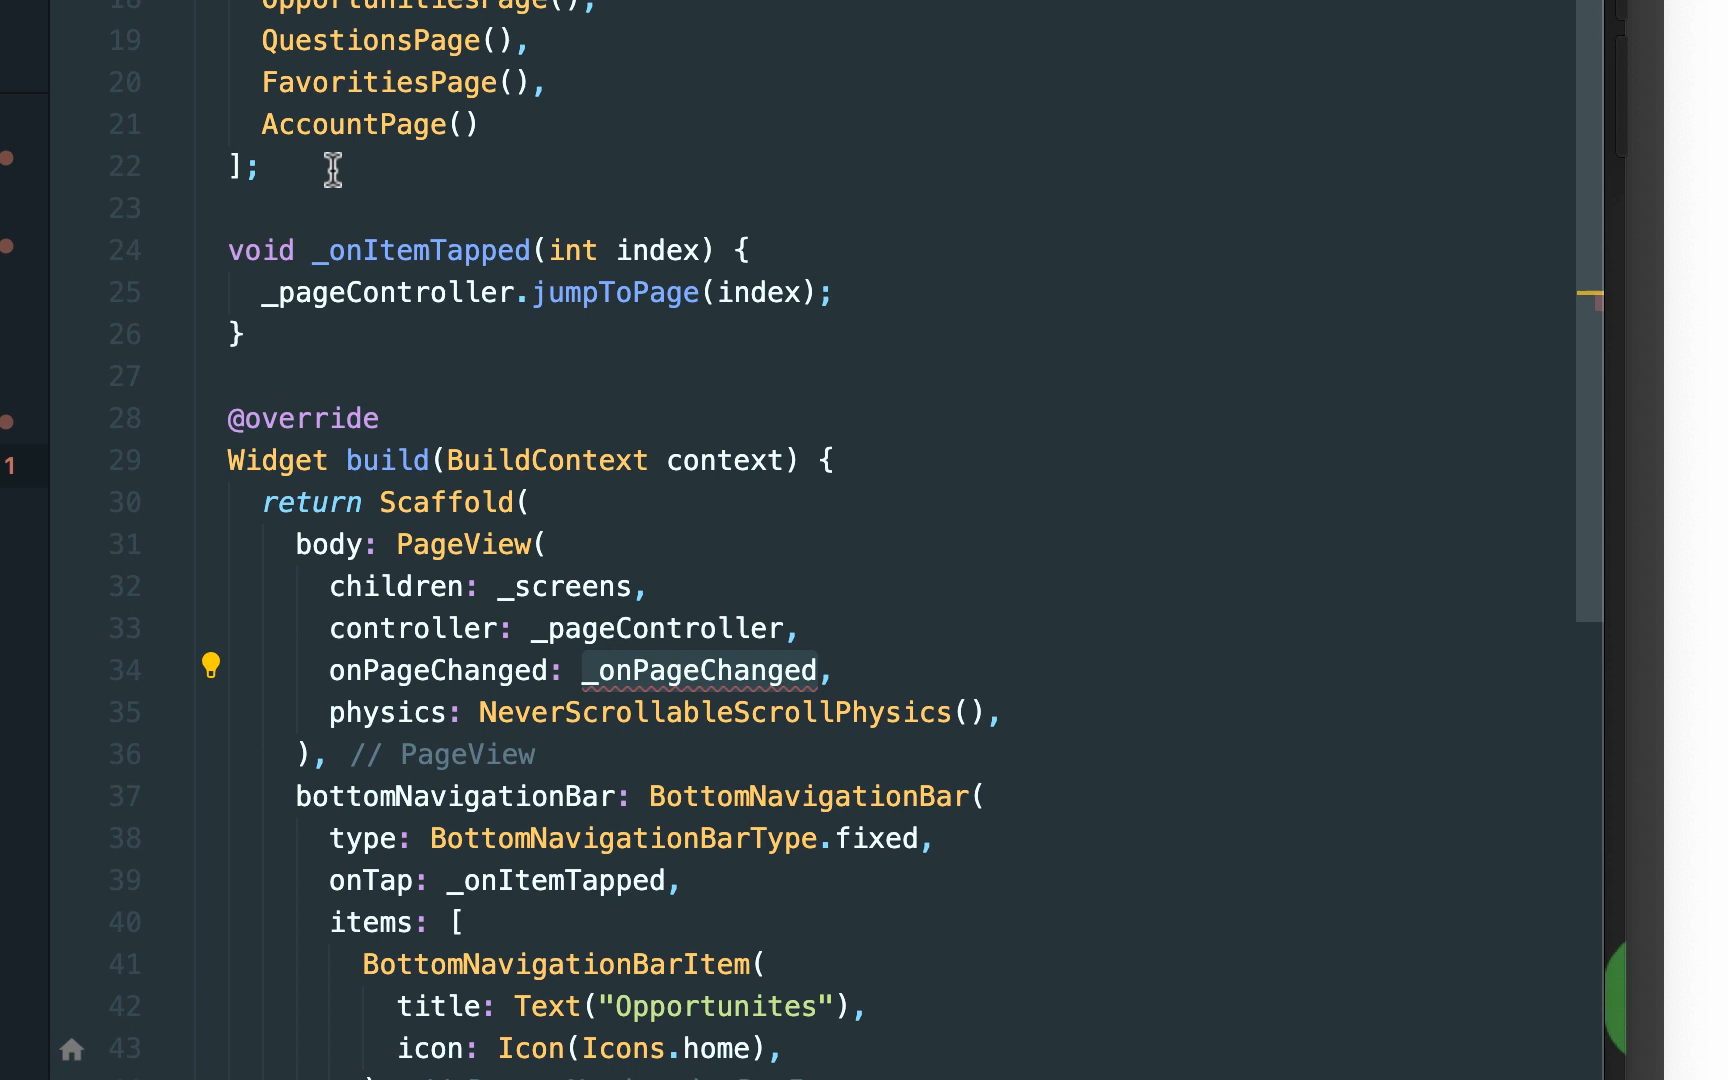 18 OpportunitiesPage(),
19 QuestionsPage(),
20 FavoritiesPage(),
21 AccountPage()
22 ];
23
24 void _onItemTapped(int index) {
25 _pageController.jumpToPage(index);
26 }
27
28 @override
29 Widget build(BuildContext context) {
30 return Scaffold(
31 body: PageView(
32 children: _screens,
33 controller: _pageController,
34 onPageChanged: _onPageChanged,
35 physics: NeverScrollableScrollPhysics(),
36 ), // PageView
37 bottomNavigationBar: BottomNavigationBar(
38 type: BottomNavigationBarType.fixed,
39 onTap: _onItemTapped,
40 items: [
41 BottomNavigationBarItem(
42 title: Text("Opportunites"),
43 icon: Icon(Icons.home),
1